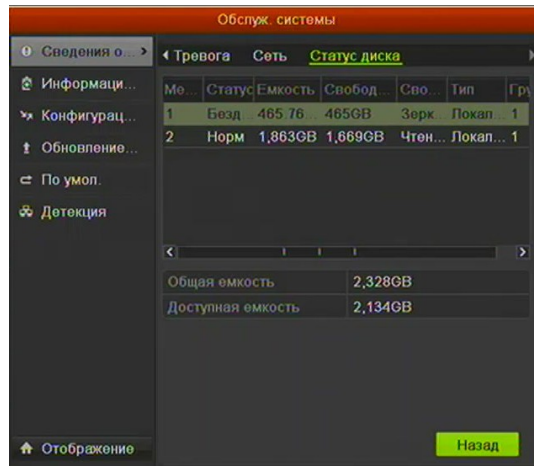 Обслуж. системы
Сведения о...
Тревога Сеть Статус диска
Информаци...
Конфигурац...
Обновление...
По умол.
Детекция
Ме... Статус Емкость Свобод... Сво... Тип Гру
1 Безд... 465.76... 465GB Зерк... Локал... 1
2 Норм 1,863GB 1,669GB Чтен... Локал... 1
Общая емкость 2,328GB
Доступная емкость 2,134GB
Отображение
Назад